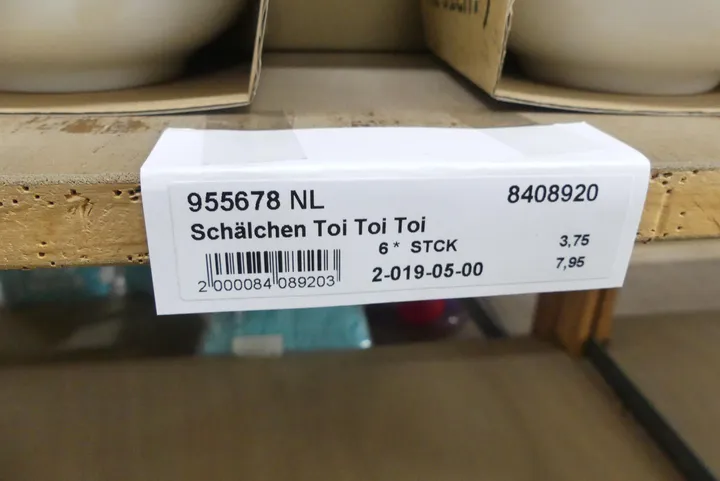 955678 NL 8408920
Schälchen Toi Toi Toi
6 * STCK 3,75
2-019-05-00 7,95
2 000084 089203